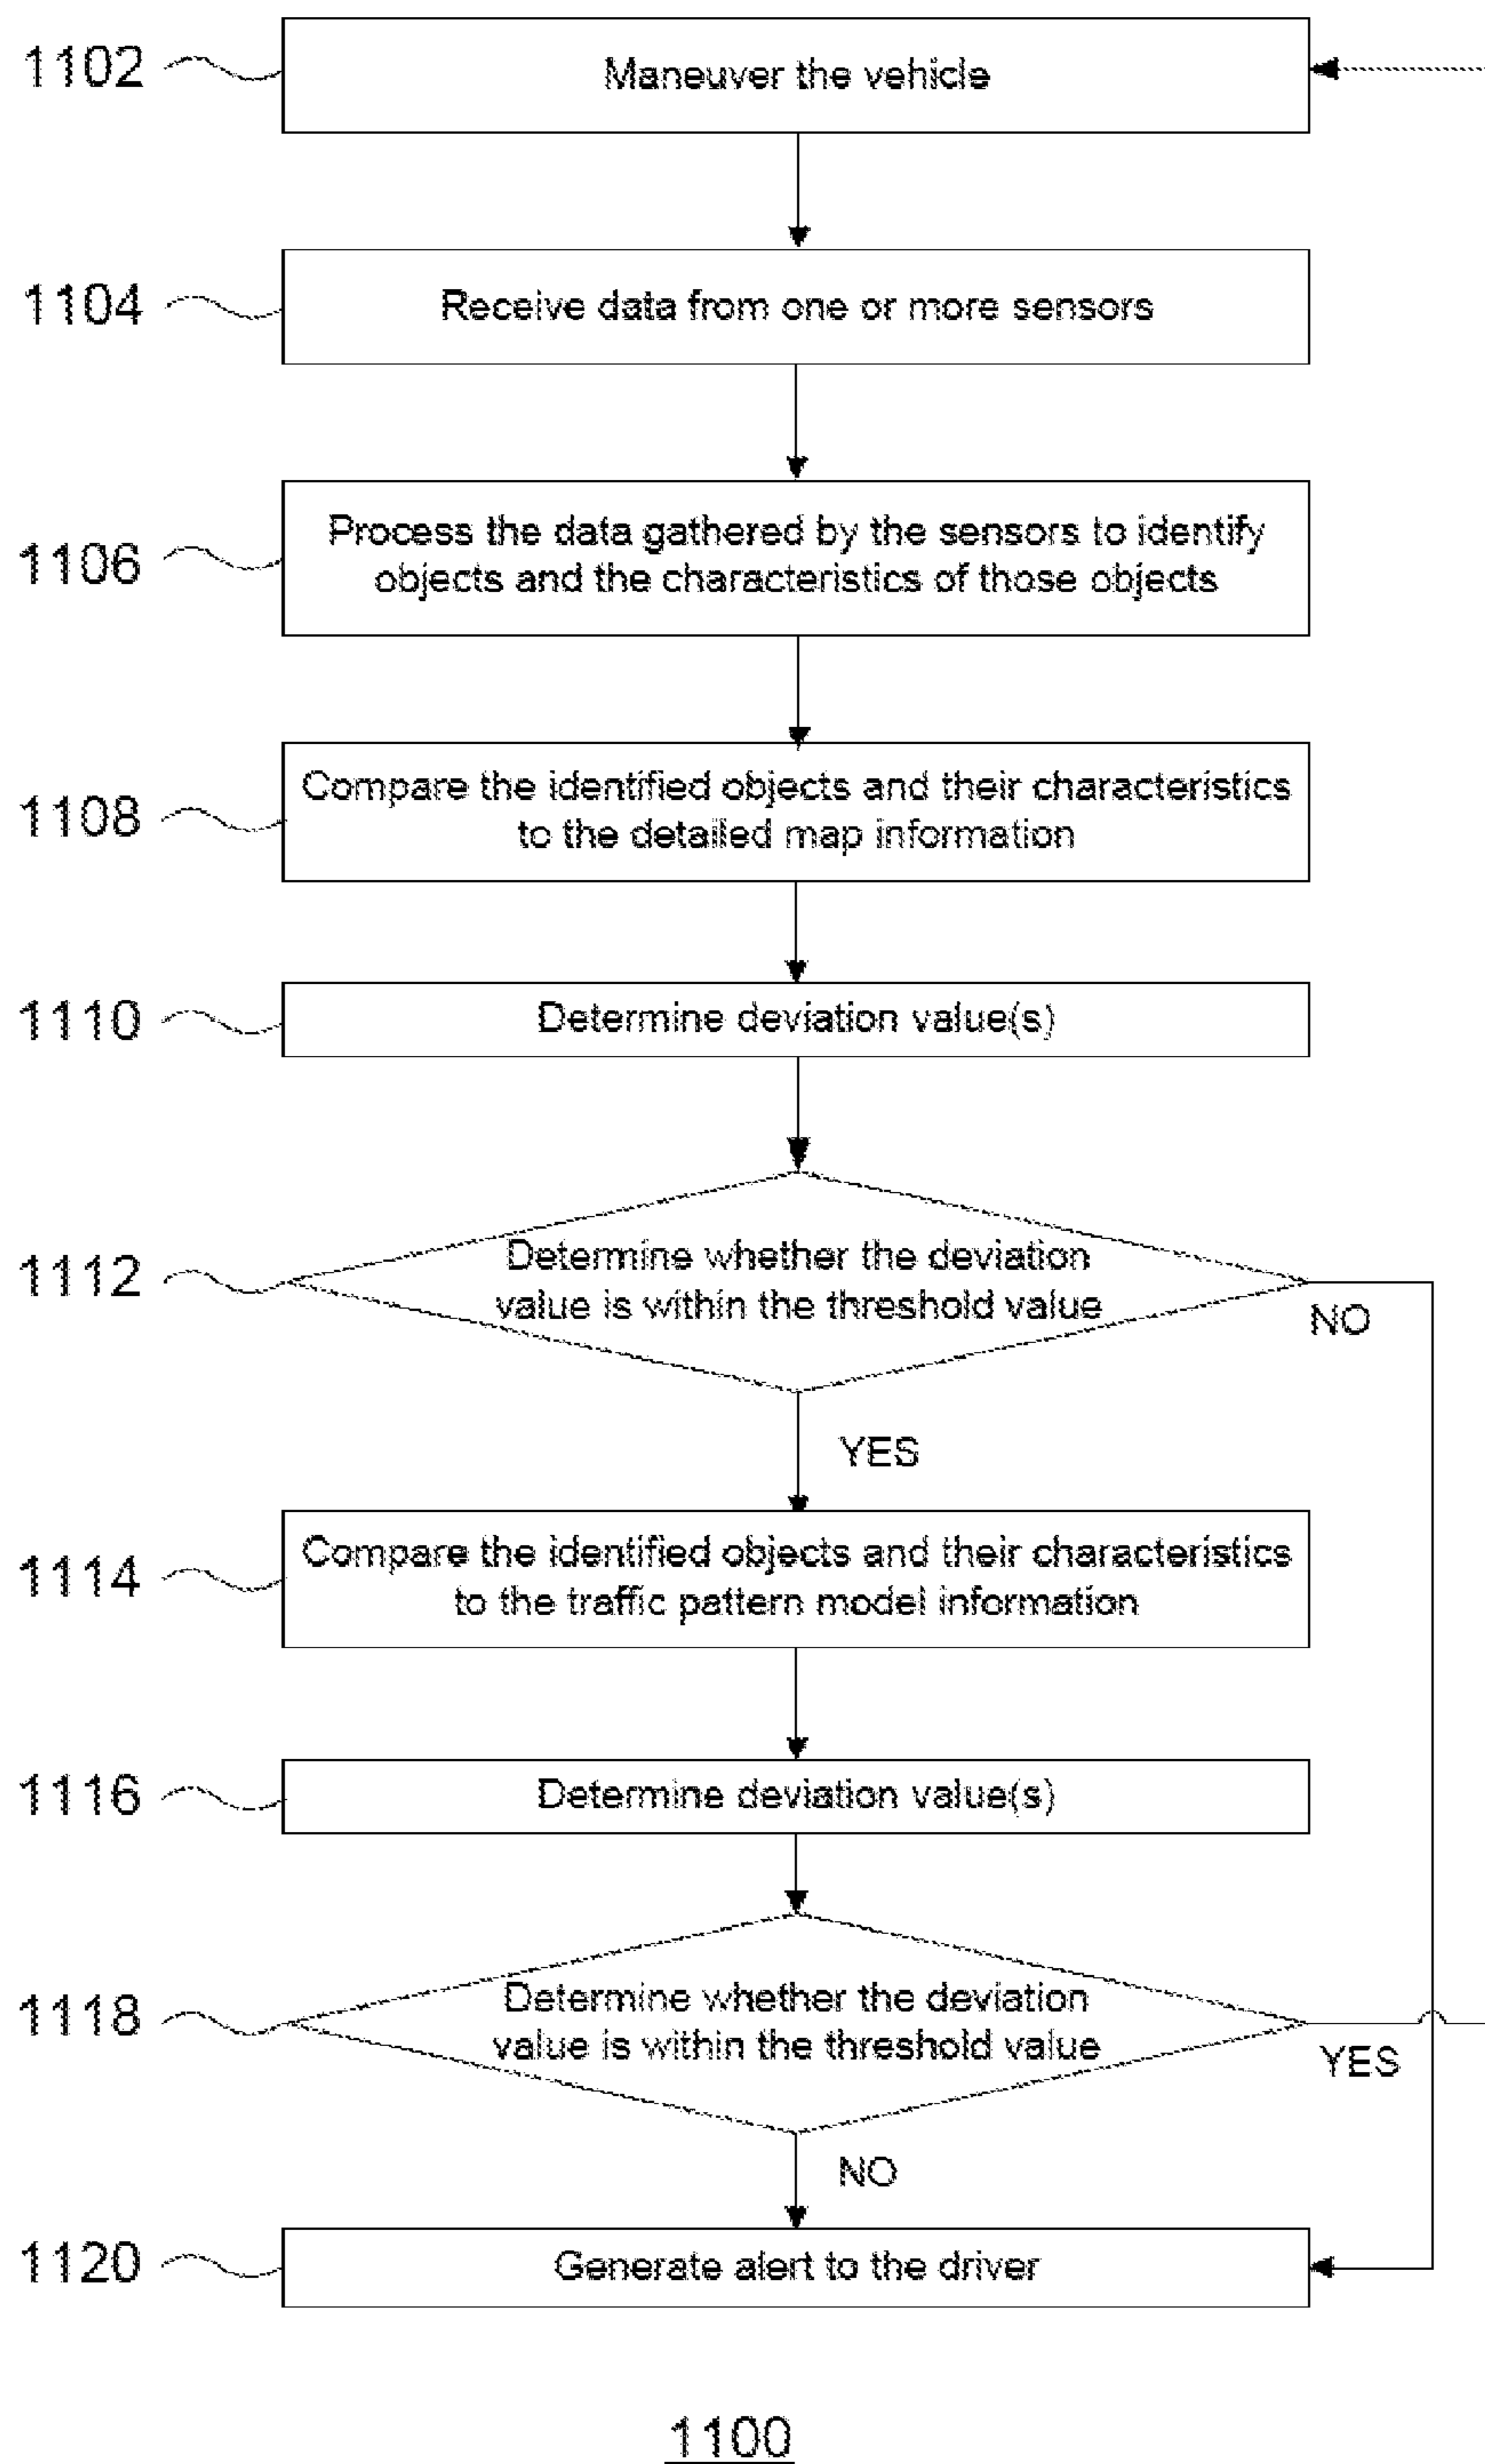 1102
Maneuver the vehicle
1104
Receive data from one or more sensors
1106
Process the data gathered by the sensors to identify
objects and the characteristics of those objects
1108
Compare the identified objects and their characteristics
to the detailed map information
1110
Determine deviation value(s)
1112
Determine whether the deviation
value is within the threshold value
NO
YES
1114
Compare the identified objects and their characteristics
to the traffic pattern model information
1116
Determine deviation value(s)
1118
Determine whether the deviation
value is within the threshold value
YES
NO
1120
Generate alert to the driver
1100